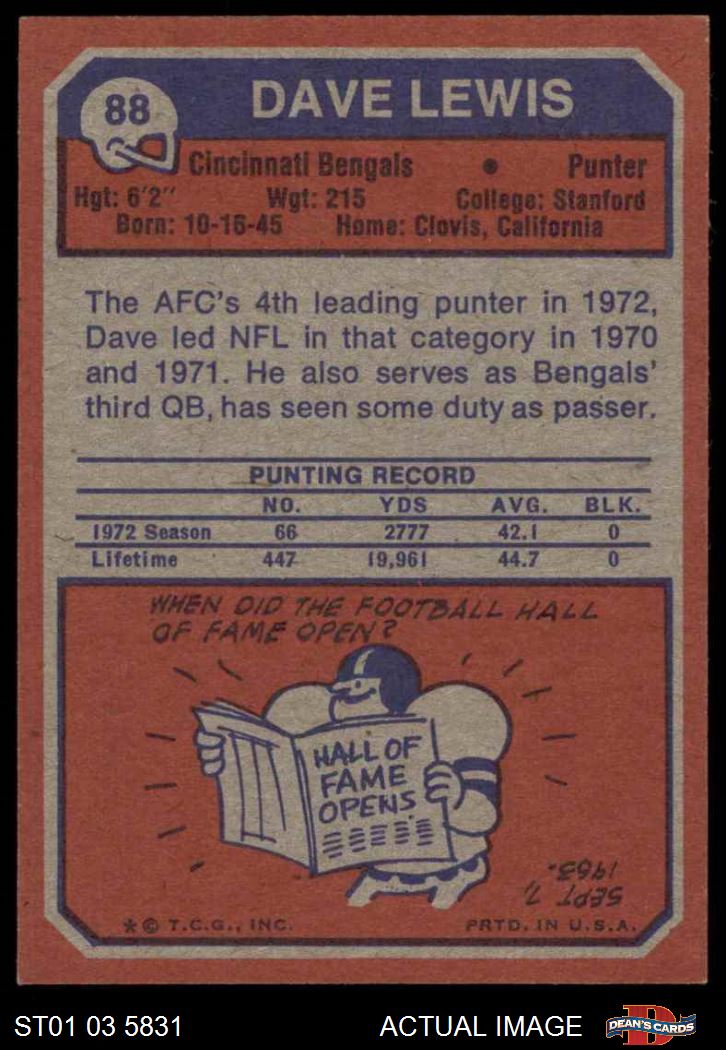 88
DAVE LEWIS
Cincinnati Bengals • Punter
Hgt: 6'2" Wgt: 215 College: Stanford
Born: 10-16-45 Home: Clovis, California
The AFC's 4th leading punter in 1972,
Dave led NFL in that category in 1970
and 1971. He also serves as Bengals'
third QB, has seen some duty as passer.
PUNTING RECORD
NO. YDS AVG. BLK.
1972 Season 66 2777 42.1 0
Lifetime 447 19,961 44.7 0
WHEN DID THE FOOTBALL HALL
OF FAME OPEN?
HALL OF
FAME
OPENS
SEPT 7,
1963.
* © T.C.G., INC. PRTD. IN U.S.A.
ST01 03 5831 ACTUAL IMAGE DEAN'S CARDS